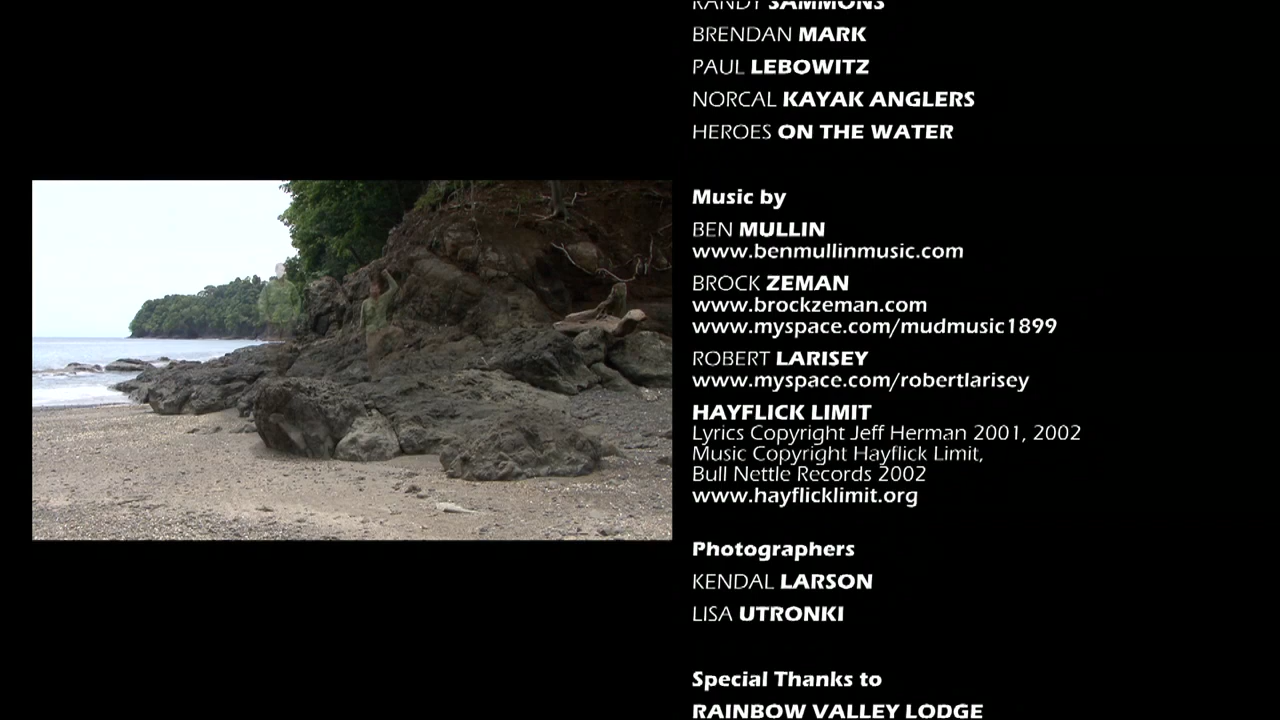 RANDY SAMMONS
BRENDAN MARK
PAUL LEBOWITZ
NORCAL KAYAK ANGLERS
HEROES ON THE WATER
Music by
BEN MULLIN
www.benmullinmusic.com
BROCK ZEMAN
www.brockzeman.com
www.myspace.com/mudmusic1899
ROBERT LARISEY
www.myspace.com/robertlarisey
HAYFLICK LIMIT
Lyrics Copyright Jeff Herman 2001, 2002
Music Copyright Hayflick Limit,
Bull Nettle Records 2002
www.hayflicklimit.org
Photographers
KENDAL LARSON
LISA UTRONKI
Special Thanks to
RAINBOW VALLEY LODGE